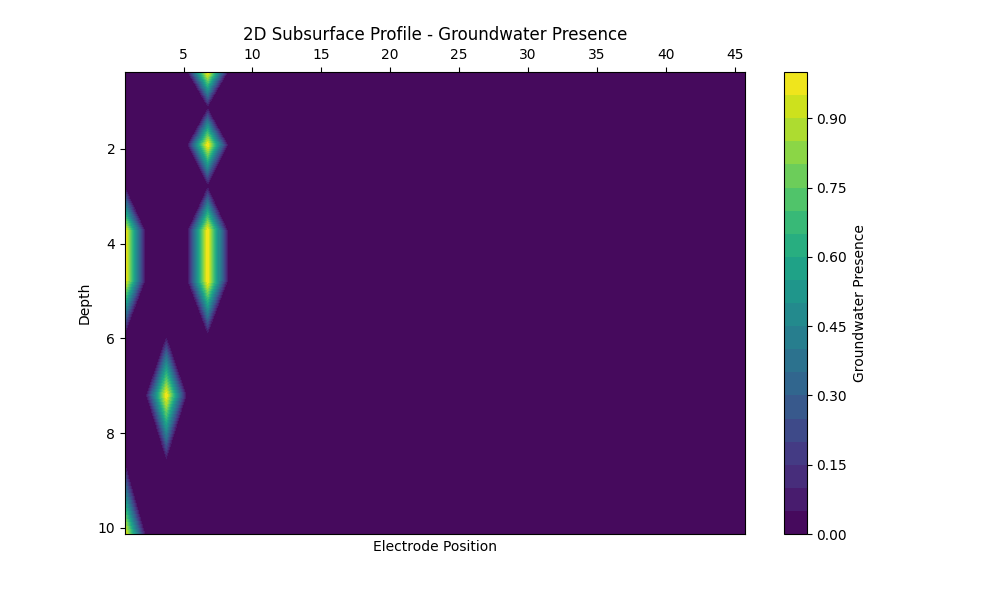 2D Subsurface Profile - Groundwater Presence
5 10 15 20 25 30 35 40 45
2
4
6
8
10
Depth
Electrode Position
0.90
0.75
0.60
0.45
0.30
0.15
0.00
Groundwater Presence